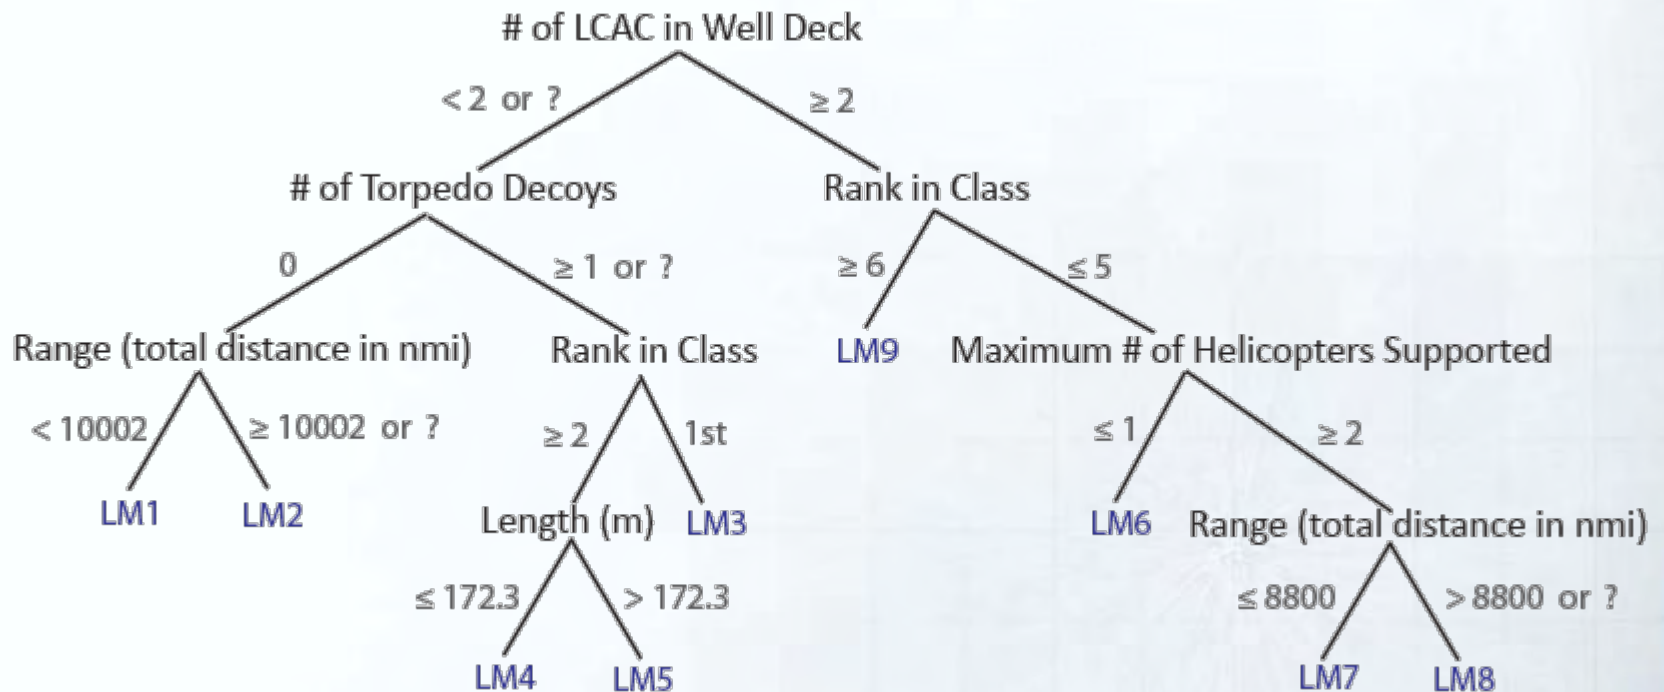 # of LCAC in Well Deck
< 2 or ?
≥ 2
# of Torpedo Decoys
Rank in Class
0
≥ 1 or ?
≥ 6
≤ 5
Range (total distance in nmi)
Rank in Class
LM9
Maximum # of Helicopters Supported
< 10002
≥ 10002 or ?
≥ 2
1st
≤ 1
≥ 2
LM1
LM2
Length (m)
LM3
LM6
Range (total distance in nmi)
≤ 172.3
> 172.3
≤ 8800
> 8800 or ?
LM4
LM5
LM7
LM8